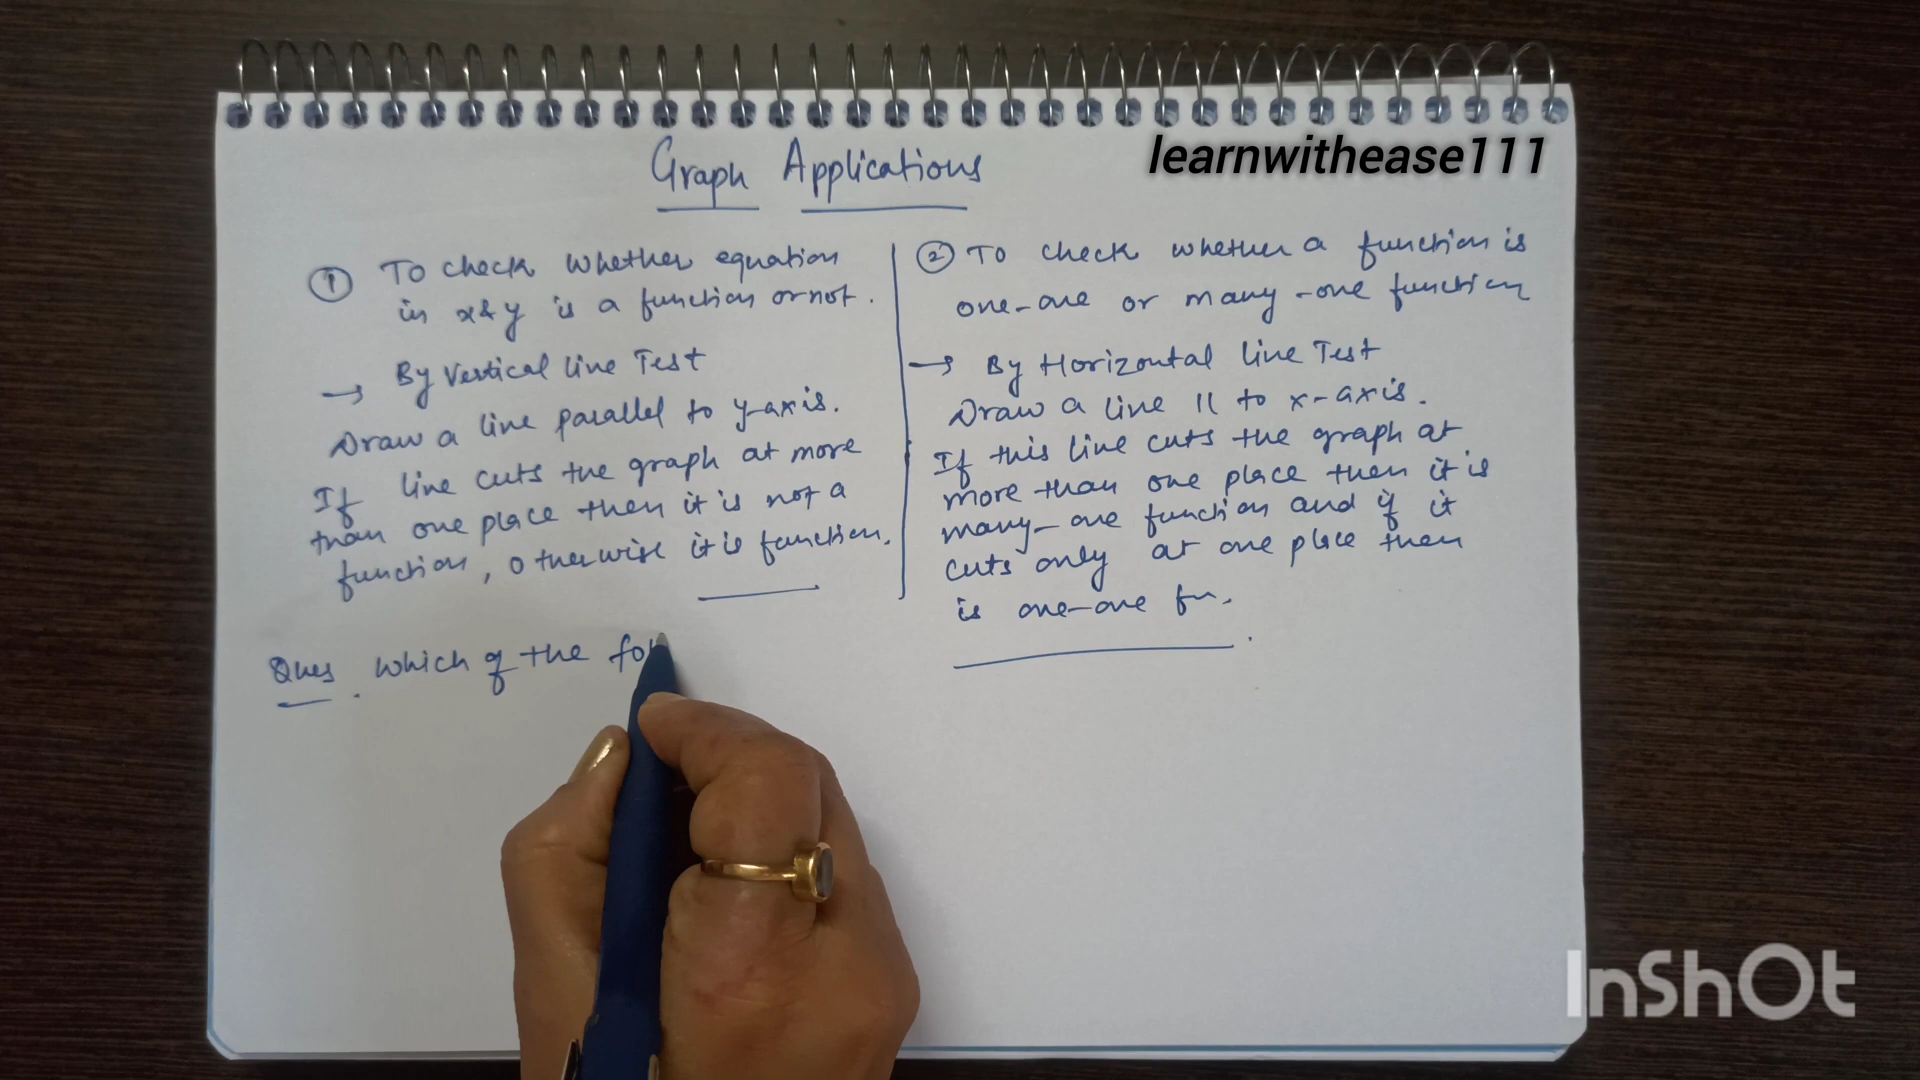 Graph Applications
learnwithease111
① To check whether equation
in x & y is a function or not.
→ By Vertical line Test
Draw a line parallel to y-axis.
If line cuts the graph at more
than one place then it is not a
function, otherwise it is function.
② To check whether a function is
one-one or many-one function
→ By Horizontal line Test
Draw a line || to x-axis.
If this line cuts the graph at
more than one place then it is
many-one function and if it
cuts only at one place then
is one-one fn.
Ques. which of the fo
InShOt